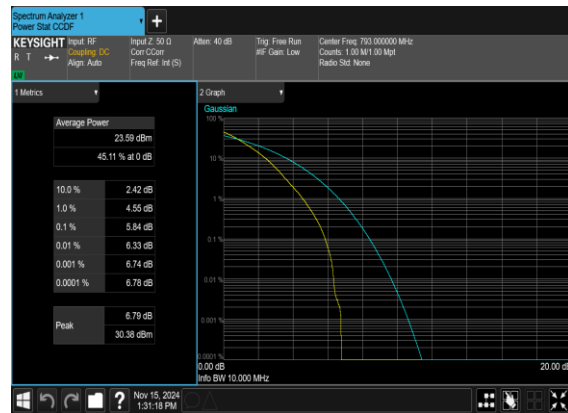 Spectrum Analyzer 1
Power Stat CCDF
KEYSIGHT
R T
LW
Input: RF
Coupling: DC
Align: Auto
Input Z: 50 Ω
Corr CCorr
Freq Ref: Int (S)
Atten: 40 dB
Trig: Free Run
#IF Gain: Low
Center Freq: 793.000000 MHz
Counts: 1.00 M/1.00 Mpt
Radio Std: None
1 Metrics
Average Power
23.59 dBm
45.11 % at 0 dB
10.0 % 2.42 dB
1.0 % 4.55 dB
0.1 % 5.84 dB
0.01 % 6.33 dB
0.001 % 6.74 dB
0.0001 % 6.78 dB
Peak
6.79 dB
30.38 dBm
2 Graph
Gaussian
100 %
10 %
1 %
0.1 %
0.01 %
0.001 %
0.0001 %
0.00 dB
20.00 dB
Info BW 10.000 MHz
?
Nov 15, 2024
1:31:18 PM